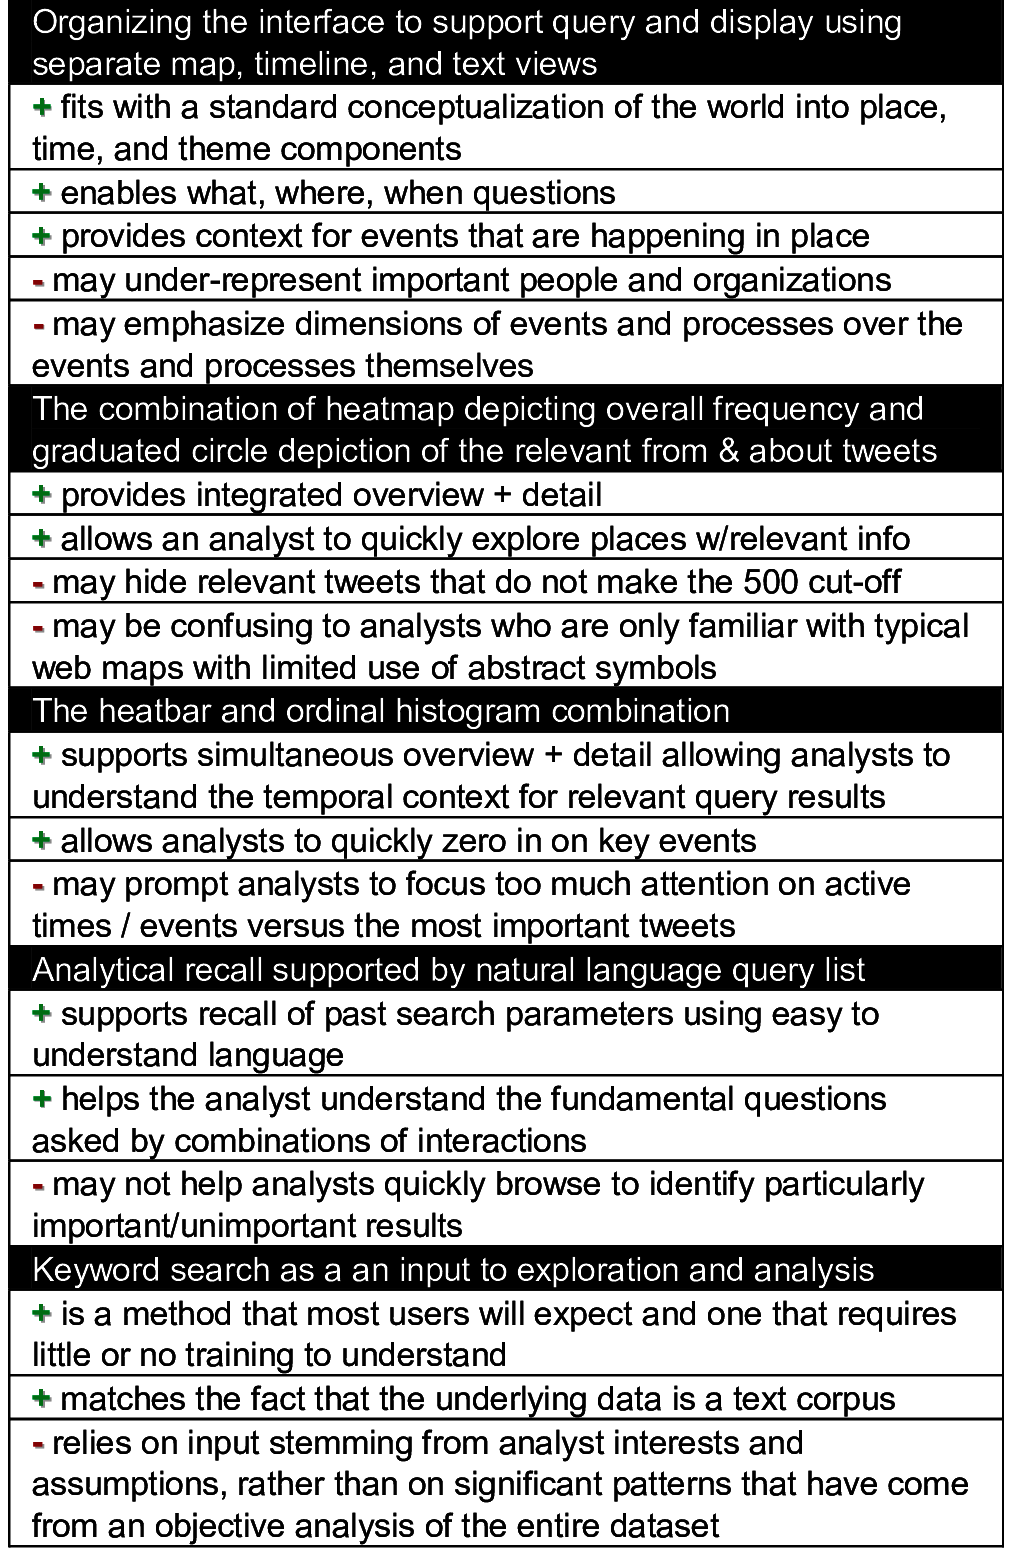 Organizing the interface to support query and display using
separate map, timeline, and text views
+ fits with a standard conceptualization of the world into place,
time, and theme components
+ enables what, where, when questions
+ provides context for events that are happening in place
- may under-represent important people and organizations
- may emphasize dimensions of events and processes over the
events and processes themselves
The combination of heatmap depicting overall frequency and
graduated circle depiction of the relevant from & about tweets
+ provides integrated overview + detail
+ allows an analyst to quickly explore places w/relevant info
- may hide relevant tweets that do not make the 500 cut-off
- may be confusing to analysts who are only familiar with typical
web maps with limited use of abstract symbols
The heatbar and ordinal histogram combination
+ supports simultaneous overview + detail allowing analysts to
understand the temporal context for relevant query results
+ allows analysts to quickly zero in on key events
- may prompt analysts to focus too much attention on active
times / events versus the most important tweets
Analytical recall supported by natural language query list
+ supports recall of past search parameters using easy to
understand language
+ helps the analyst understand the fundamental questions
asked by combinations of interactions
- may not help analysts quickly browse to identify particularly
important/unimportant results
Keyword search as a an input to exploration and analysis
+ is a method that most users will expect and one that requires
little or no training to understand
+ matches the fact that the underlying data is a text corpus
- relies on input stemming from analyst interests and
assumptions, rather than on significant patterns that have come
from an objective analysis of the entire dataset